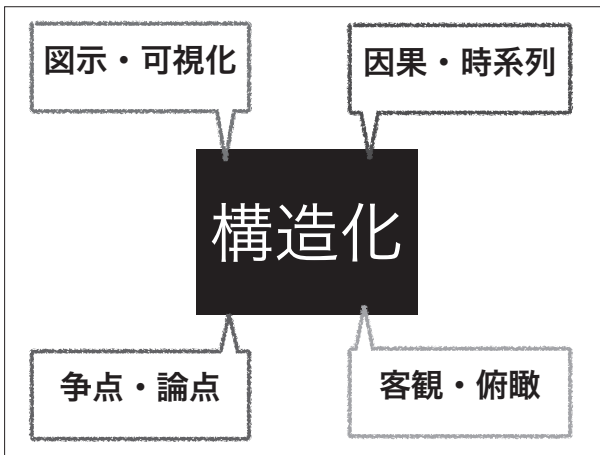 図示・可視化
因果・時系列
構造化
争点・論点
客観・俯瞰